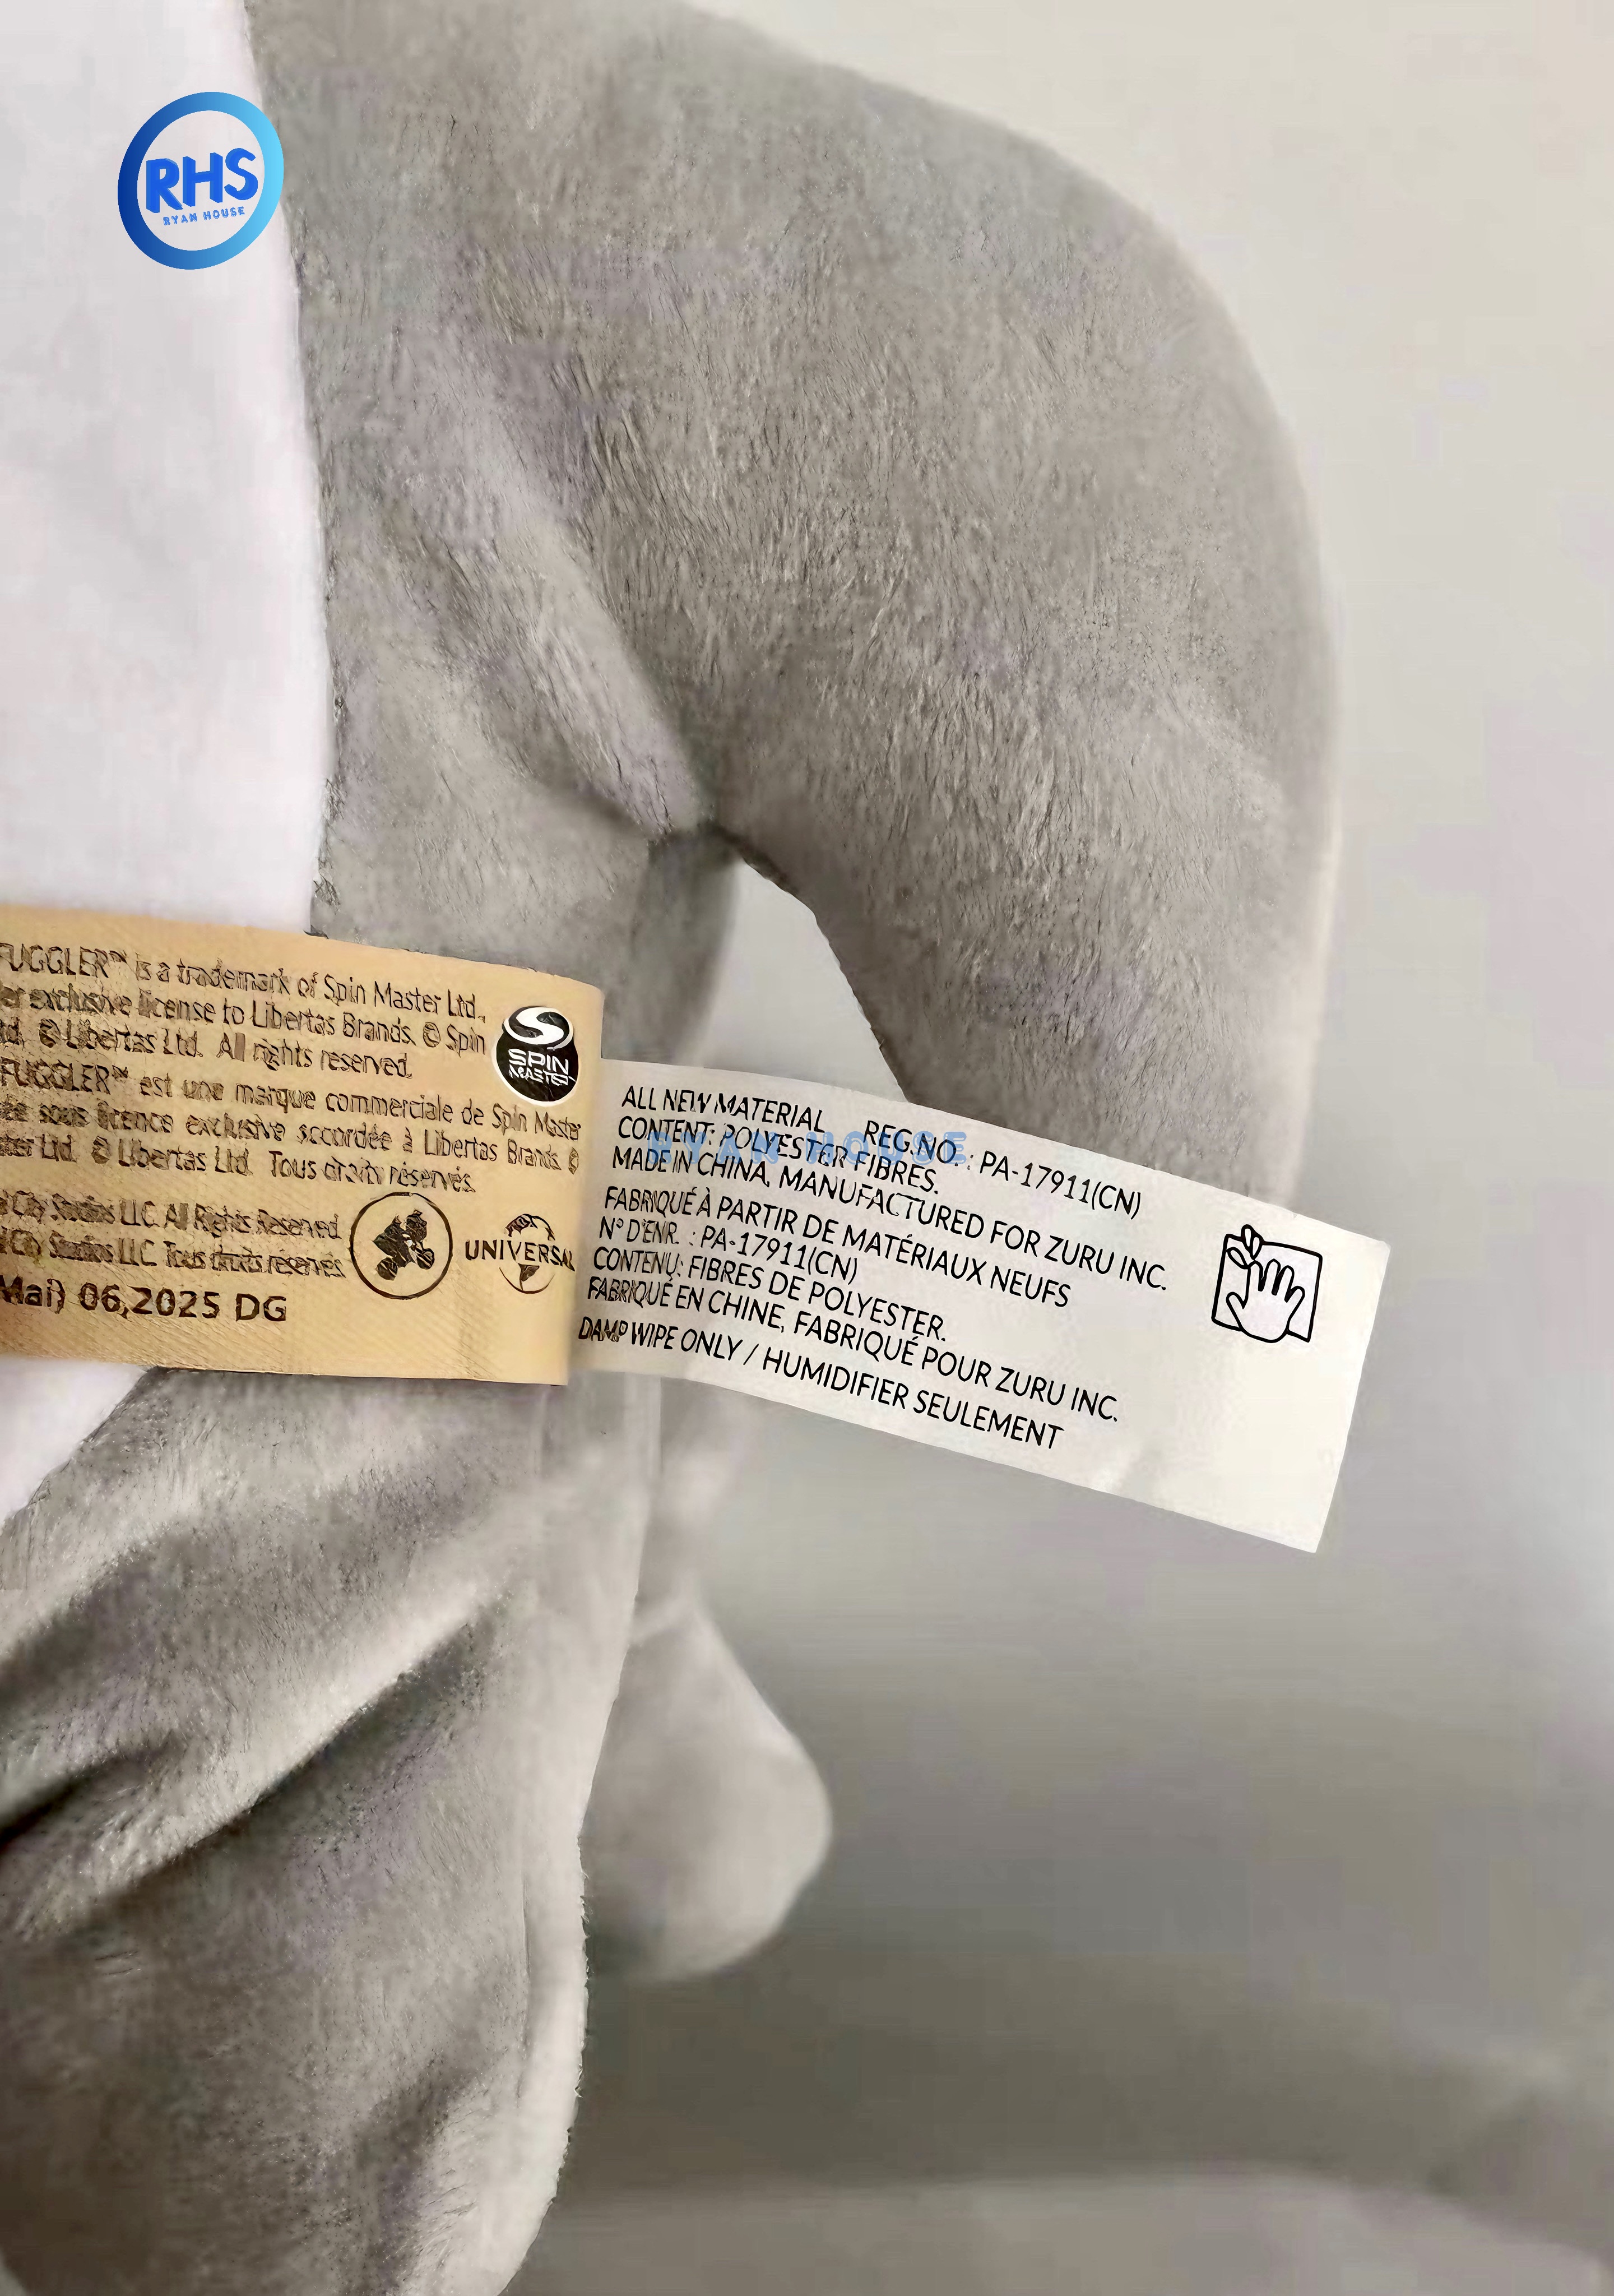 RHS
RYAN HOUSE
FUGGLER™ is a trademark of Spin Master Ltd.,
exclusive license to Libertas Brands. © Spin
© Libertas Ltd. All rights reserved.
FUGGLER™ est une marque commerciale de Spin Master
sous licence exclusive accordée à Libertas Brands. ©
Ltd. © Libertas Ltd. Tous droits réservés.
City Studios LLC. All Rights Reserved
City Studios LLC. Tous droits réservés
Mai) 06,2025 DG
SPIN
MASTER
UNIVERSAL
ALL NEW MATERIAL REG.NO. : PA-17911(CN)
CONTENT: POLYESTER FIBRES.
MADE IN CHINA, MANUFACTURED FOR ZURU INC.
FABRIQUÉ À PARTIR DE MATÉRIAUX NEUFS
N° D'ENR. : PA-17911(CN)
CONTENU: FIBRES DE POLYESTER.
FABRIQUÉ EN CHINE, FABRIQUÉ POUR ZURU INC.
DAMP WIPE ONLY / HUMIDIFIER SEULEMENT
RYAN HOUSE